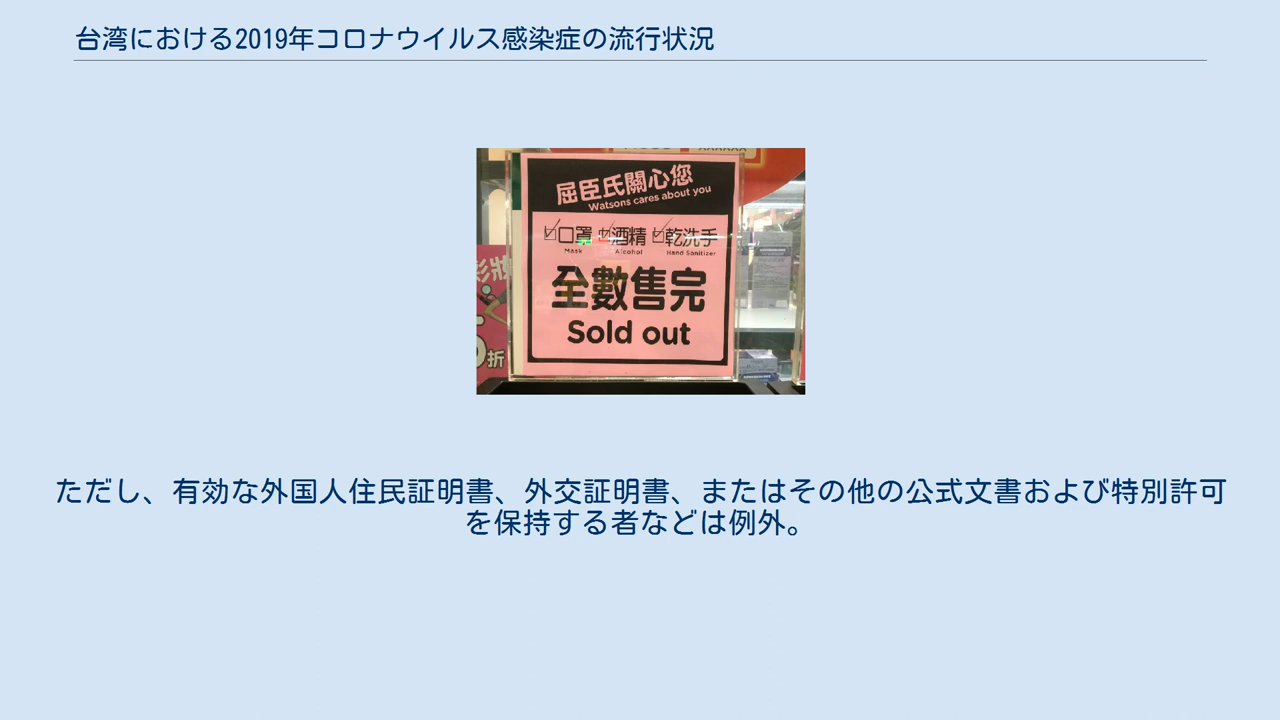 台湾における2019年コロナウイルス感染症の流行状況
屈臣氏關心您
Watsons cares about you
口罩 酒精 乾洗手
Mask Alcohol Hand Sanitizer
全數售完
Sold out
折
ただし、有効な外国人住民証明書、外交証明書、またはその他の公式文書および特別許可
を保持する者などは例外。